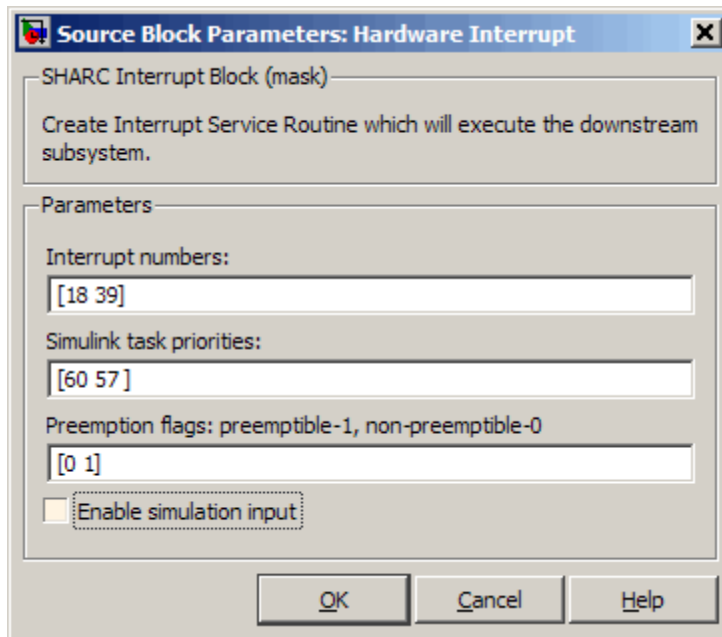 Source Block Parameters: Hardware Interrupt
SHARC Interrupt Block (mask)
Create Interrupt Service Routine which will execute the downstream
subsystem.
Parameters
Interrupt numbers:
[18 39]
Simulink task priorities:
[60 57 ]
Preemption flags: preemptible-1, non-preemptible-0
[0 1]
Enable simulation input
OK Cancel Help